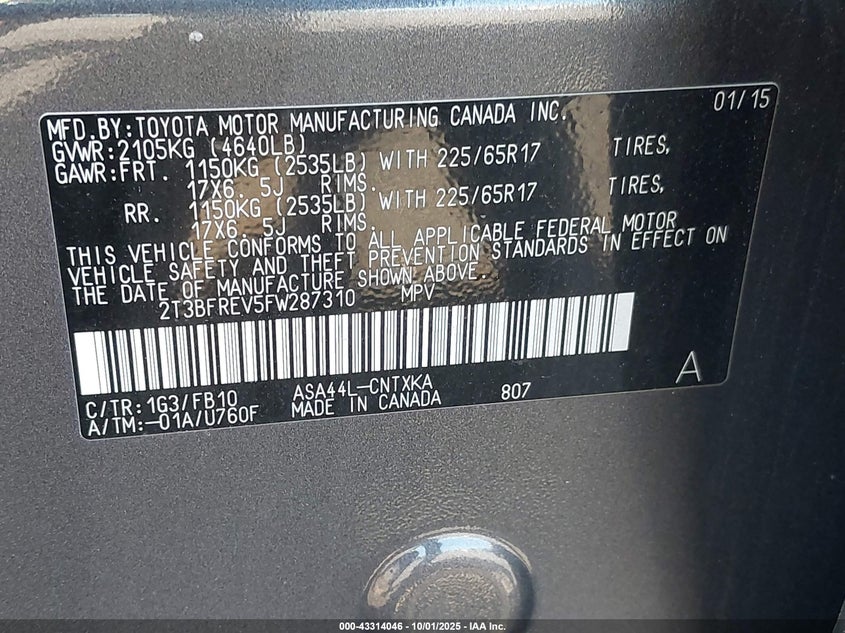 MFD.BY:TOYOTA MOTOR MANUFACTURING CANADA INC. 01/15
GVWR:2105KG (4640LB)
GAWR:FRT. 1150KG (2535LB) WITH 225/65R17 TIRES,
17X6. 5J RIMS.
RR. 1150KG (2535LB) WITH 225/65R17 TIRES,
17X6. 5J RIMS.
THIS VEHICLE CONFORMS TO ALL APPLICABLE FEDERAL MOTOR
VEHICLE SAFETY AND THEFT PREVENTION STANDARDS IN EFFECT ON
THE DATE OF MANUFACTURE SHOWN ABOVE.
2T3BFREV5FW287310 MPV
A
C/TR:1G3/FB10 ASA44L-CNTXKA
A/TM:-01A/U760F MADE IN CANADA 807
000-43314046 - 10/01/2025 - IAA Inc.